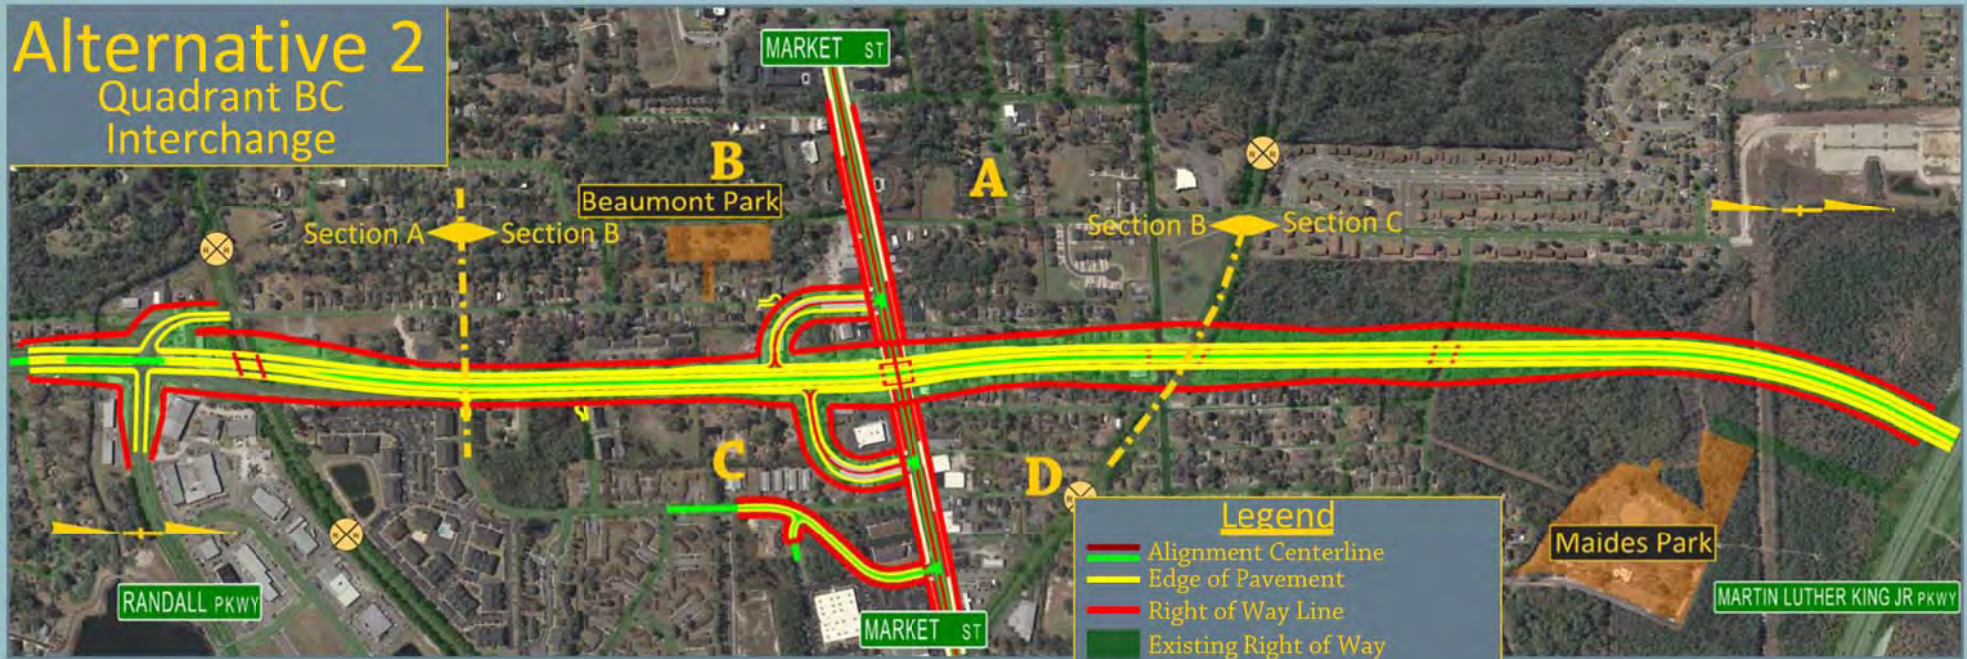 Alternative 2
Quadrant BC
Interchange
MARKET ST
B
A
Beaumont Park
Section A
Section B
Section B
Section C
C
D
RANDALL PKWY
MARKET ST
Legend
Alignment Centerline
Edge of Pavement
Right of Way Line
Existing Right of Way
Maides Park
MARTIN LUTHER KING JR PKWY